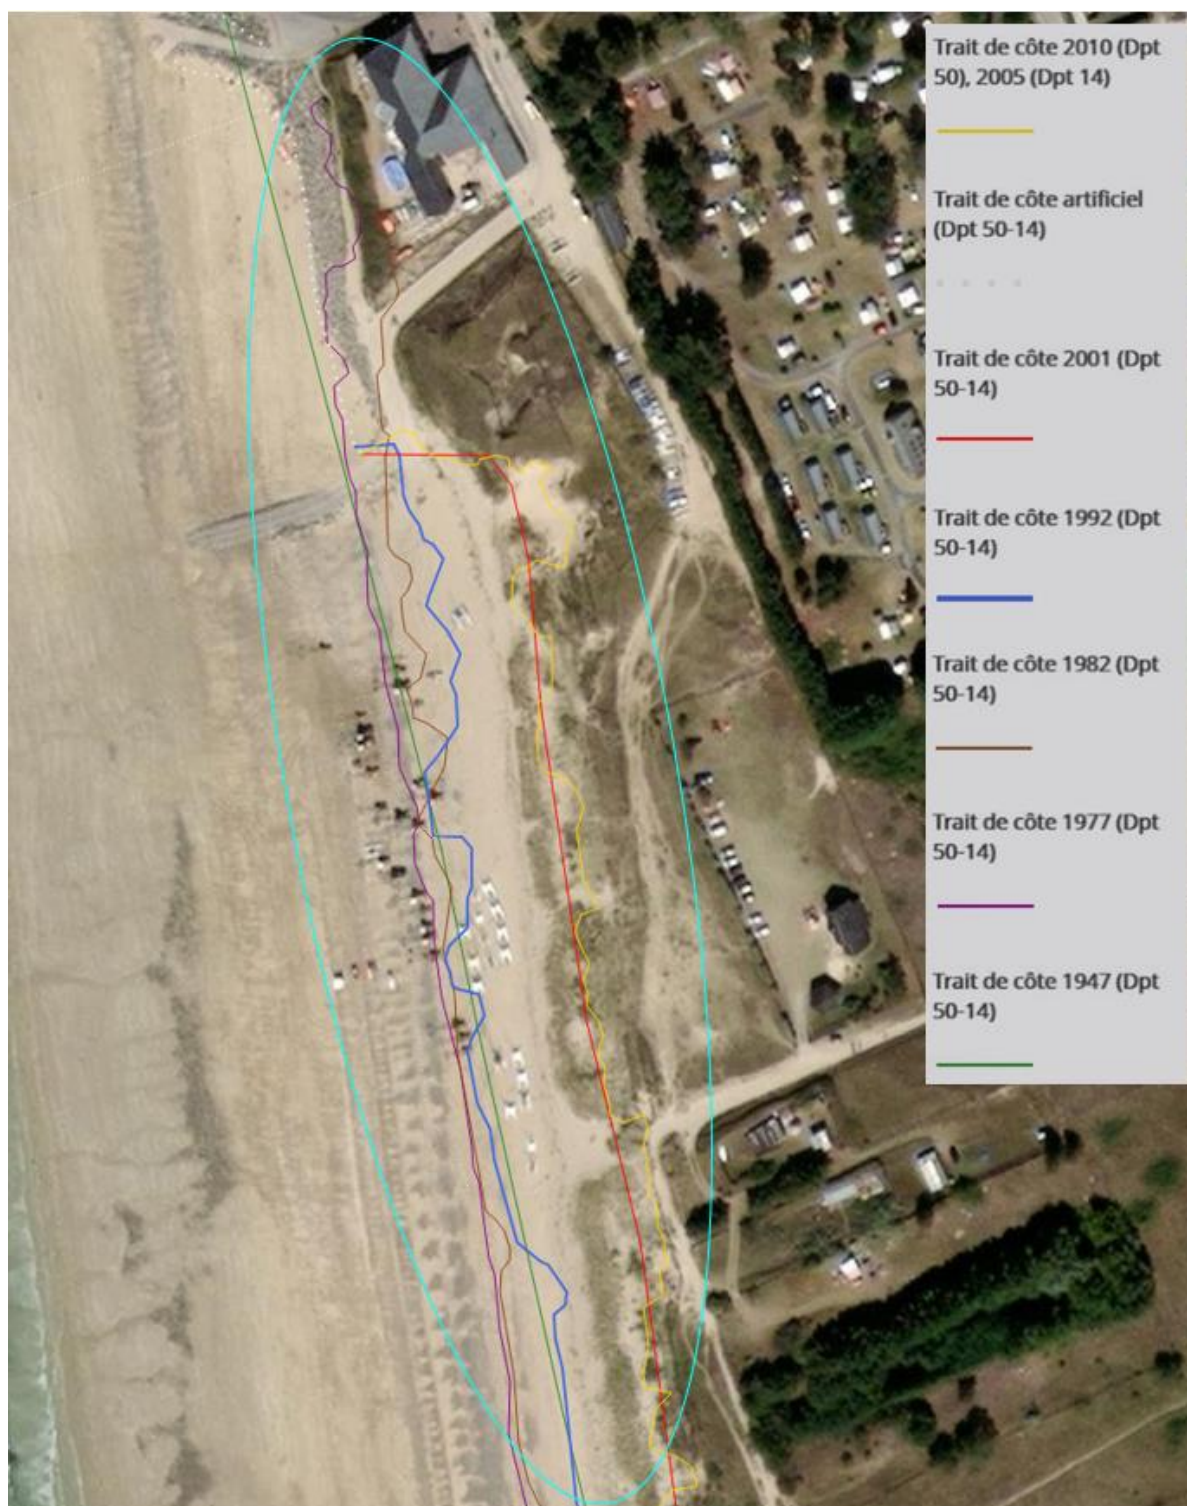 Trait de côte 2010 (Dpt
50), 2005 (Dpt 14)
Trait de côte artificiel
(Dpt 50-14)
Trait de côte 2001 (Dpt
50-14)
Trait de côte 1992 (Dpt
50-14)
Trait de côte 1982 (Dpt
50-14)
Trait de côte 1977 (Dpt
50-14)
Trait de côte 1947 (Dpt
50-14)